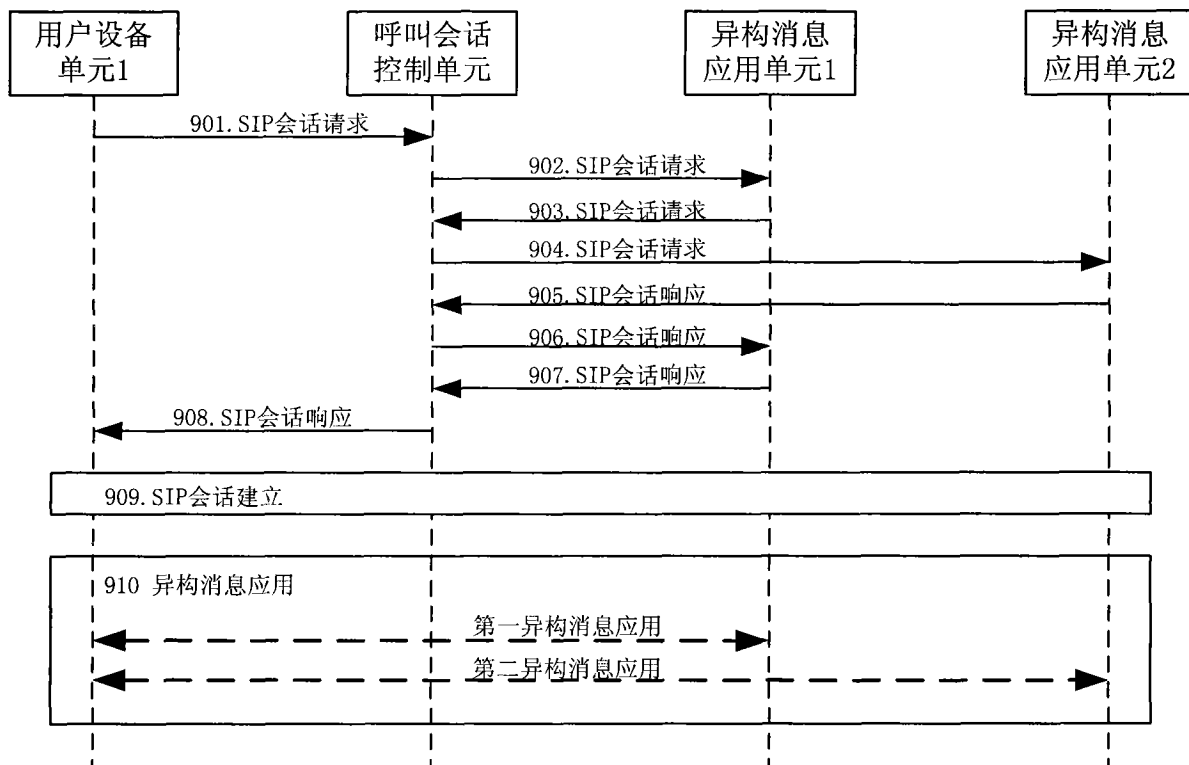 用户设备
单元1
呼叫会话
控制单元
异构消息
应用单元1
异构消息
应用单元2
901.SIP会话请求
902.SIP会话请求
903.SIP会话请求
904.SIP会话请求
905.SIP会话响应
906.SIP会话响应
907.SIP会话响应
908.SIP会话响应
909.SIP会话建立
910 异构消息应用
第一异构消息应用
第二异构消息应用